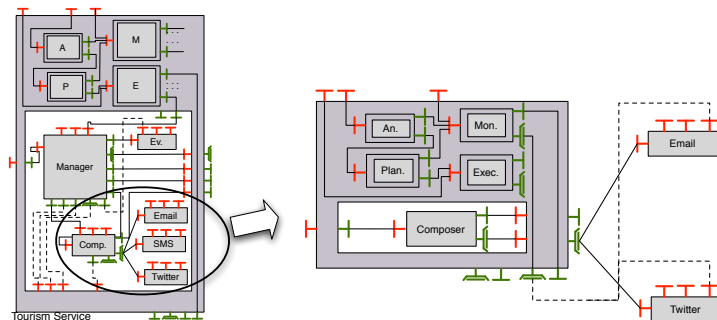 A
M
P
E
Ev.
Manager
Email
Comp.
SMS
Twitter
Tourism Service
An.
Mon.
Plan.
Exec.
Composer
Email
Twitter